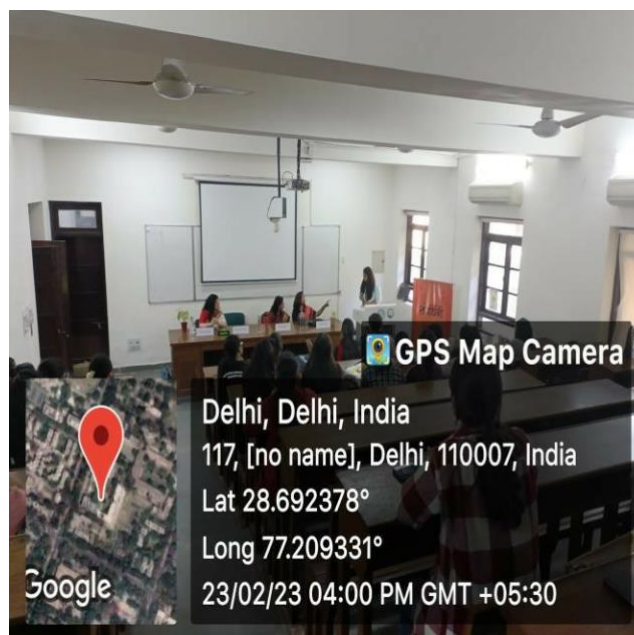 GPS Map Camera
Delhi, Delhi, India
117, [no name], Delhi, 110007, India
Lat 28.692378°
Long 77.209331°
23/02/23 04:00 PM GMT +05:30
Google